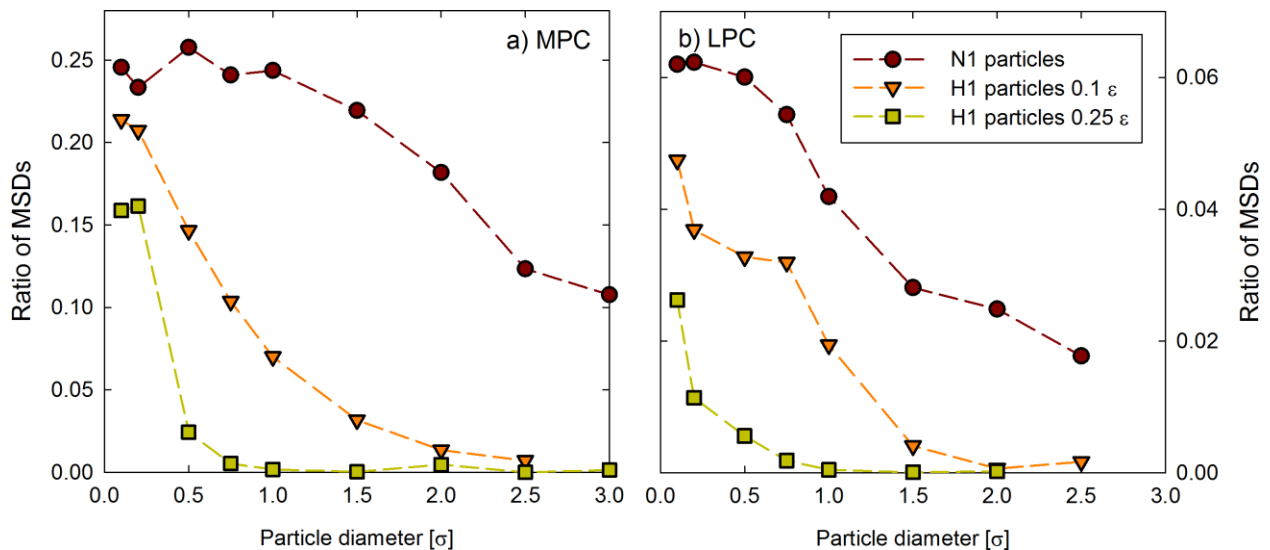 a) MPC
0.25
0.20
0.15
0.10
0.05
0.00
Ratio of MSDs
0.0 0.5 1.0 1.5 2.0 2.5 3.0
Particle diameter [σ]
b) LPC
N1 particles
H1 particles 0.1 ε
H1 particles 0.25 ε
0.06
0.04
0.02
0.00
Ratio of MSDs
0.0 0.5 1.0 1.5 2.0 2.5 3.0
Particle diameter [σ]